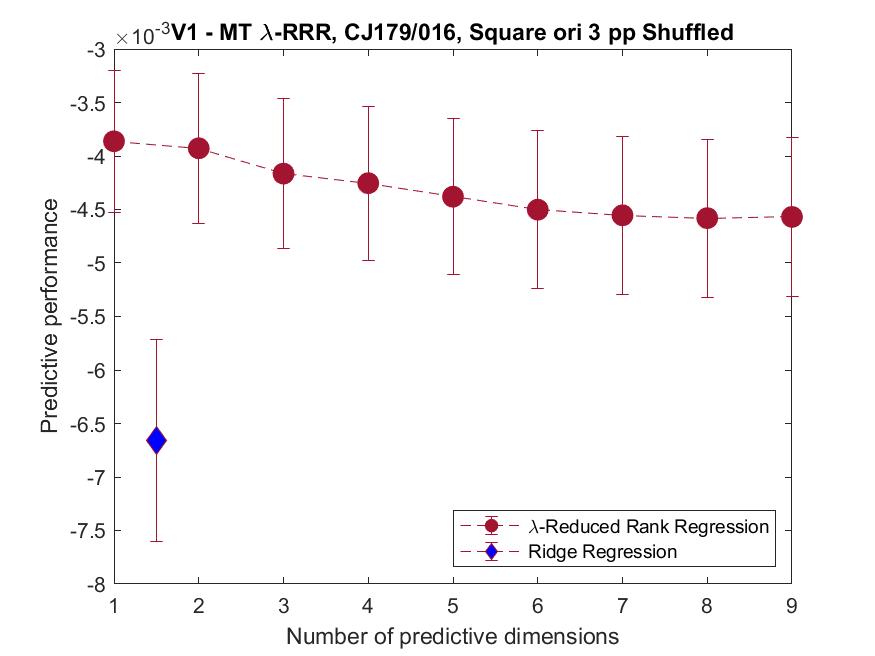 ×10-3
V1 - MT λ-RRR, CJ179/016, Square ori 3 pp Shuffled
-3
-3.5
-4
-4.5
-5
-5.5
-6
-6.5
-7
-7.5
-8
Predictive performance
λ-Reduced Rank Regression
Ridge Regression
1 2 3 4 5 6 7 8 9
Number of predictive dimensions